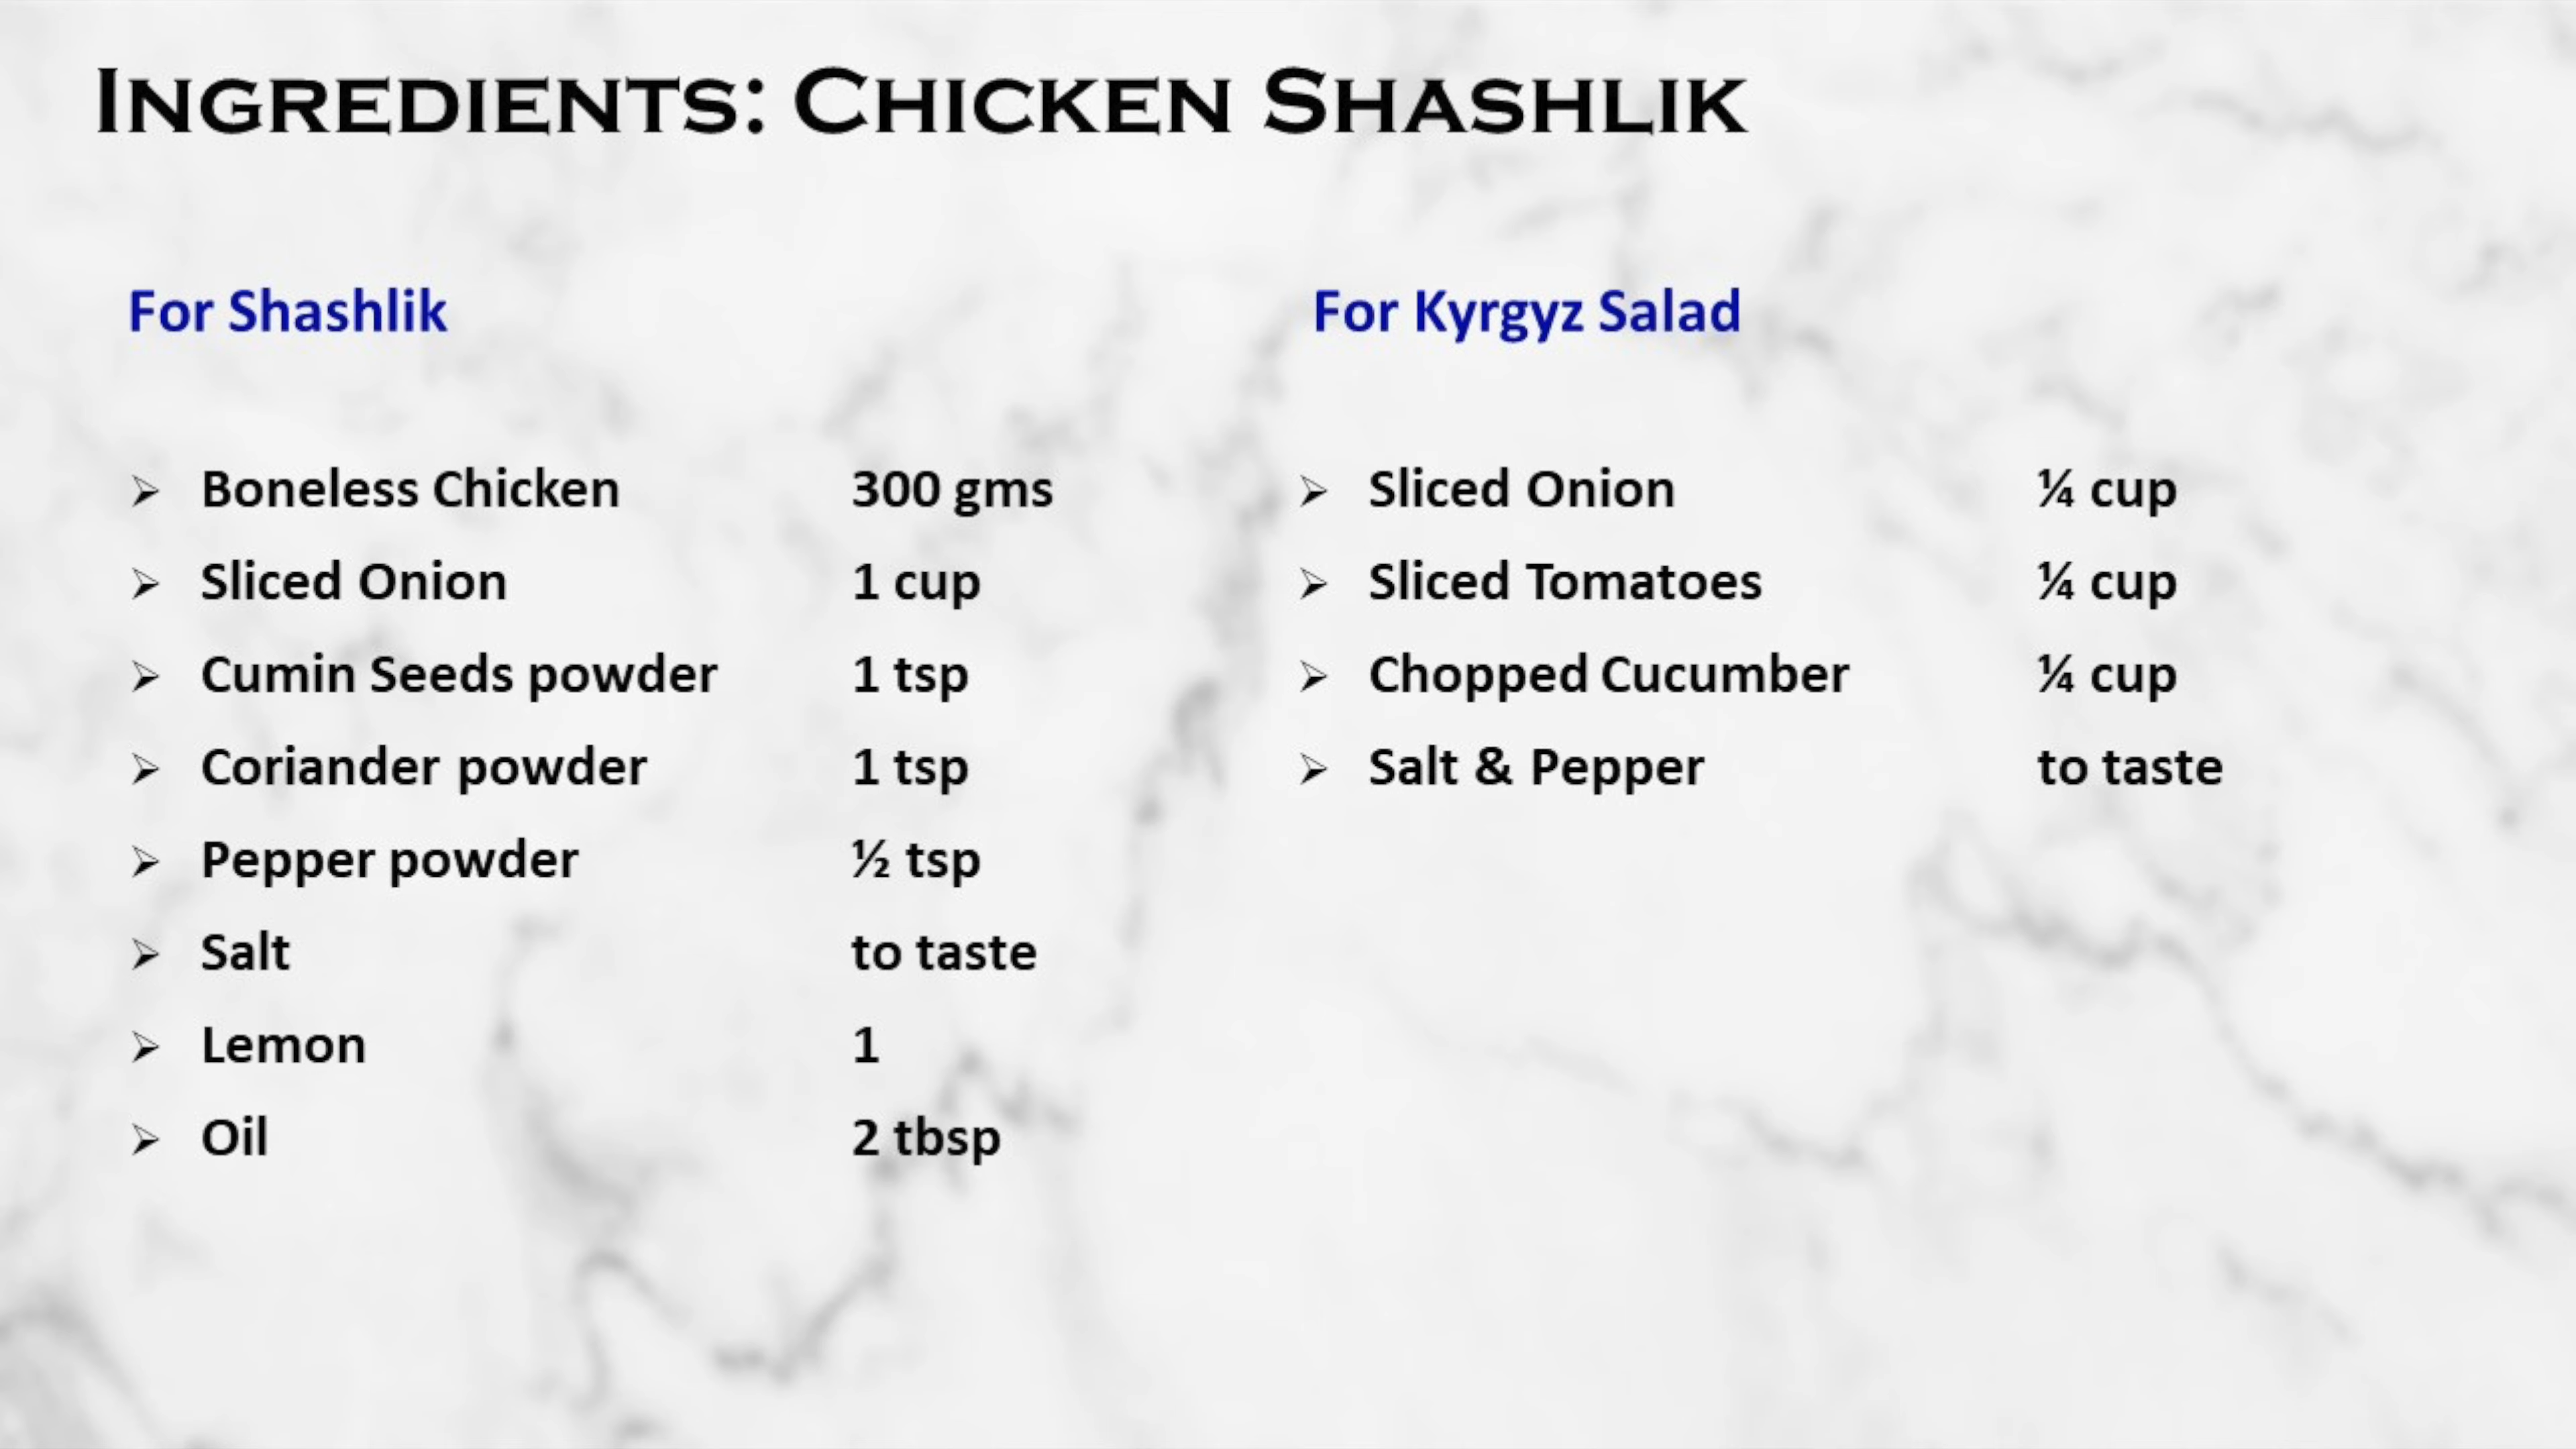 INGREDIENTS: CHICKEN SHASHLIK
For Shashlik
➢ Boneless Chicken 300 gms
➢ Sliced Onion 1 cup
➢ Cumin Seeds powder 1 tsp
➢ Coriander powder 1 tsp
➢ Pepper powder ½ tsp
➢ Salt to taste
➢ Lemon 1
➢ Oil 2 tbsp
For Kyrgyz Salad
➢ Sliced Onion ¼ cup
➢ Sliced Tomatoes ¼ cup
➢ Chopped Cucumber ¼ cup
➢ Salt & Pepper to taste